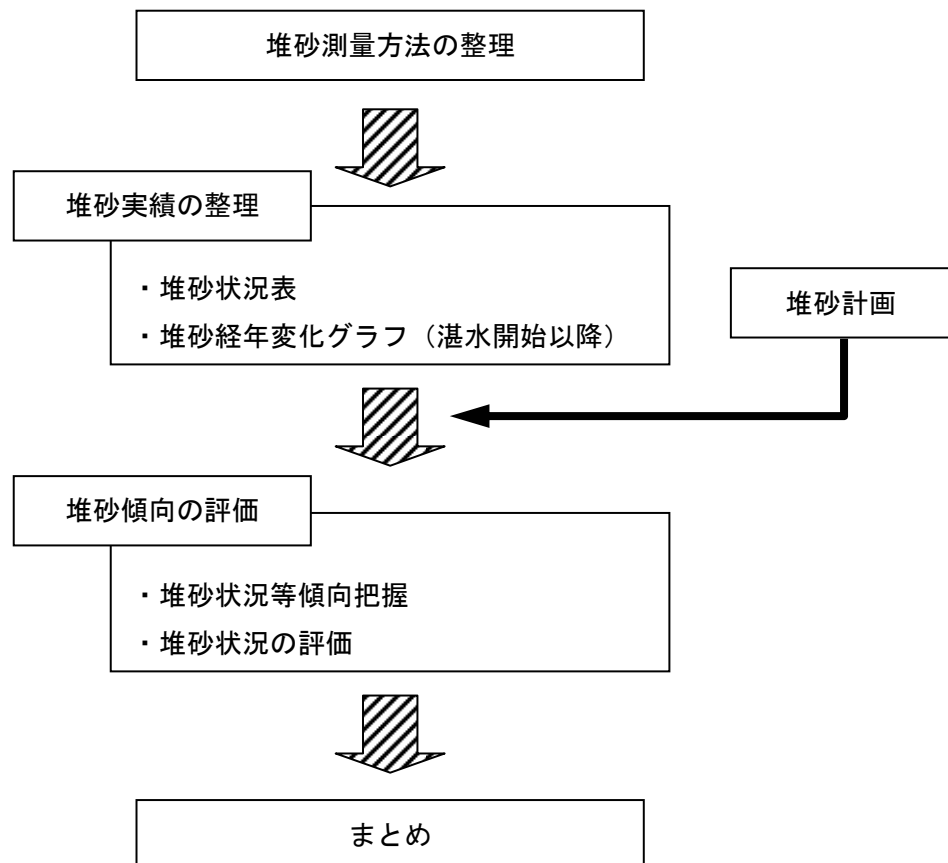 堆砂測量方法の整理
堆砂実績の整理
・堆砂状況表
・堆砂経年変化グラフ（湛水開始以降）
堆砂計画
堆砂傾向の評価
・堆砂状況等傾向把握
・堆砂状況の評価
まとめ